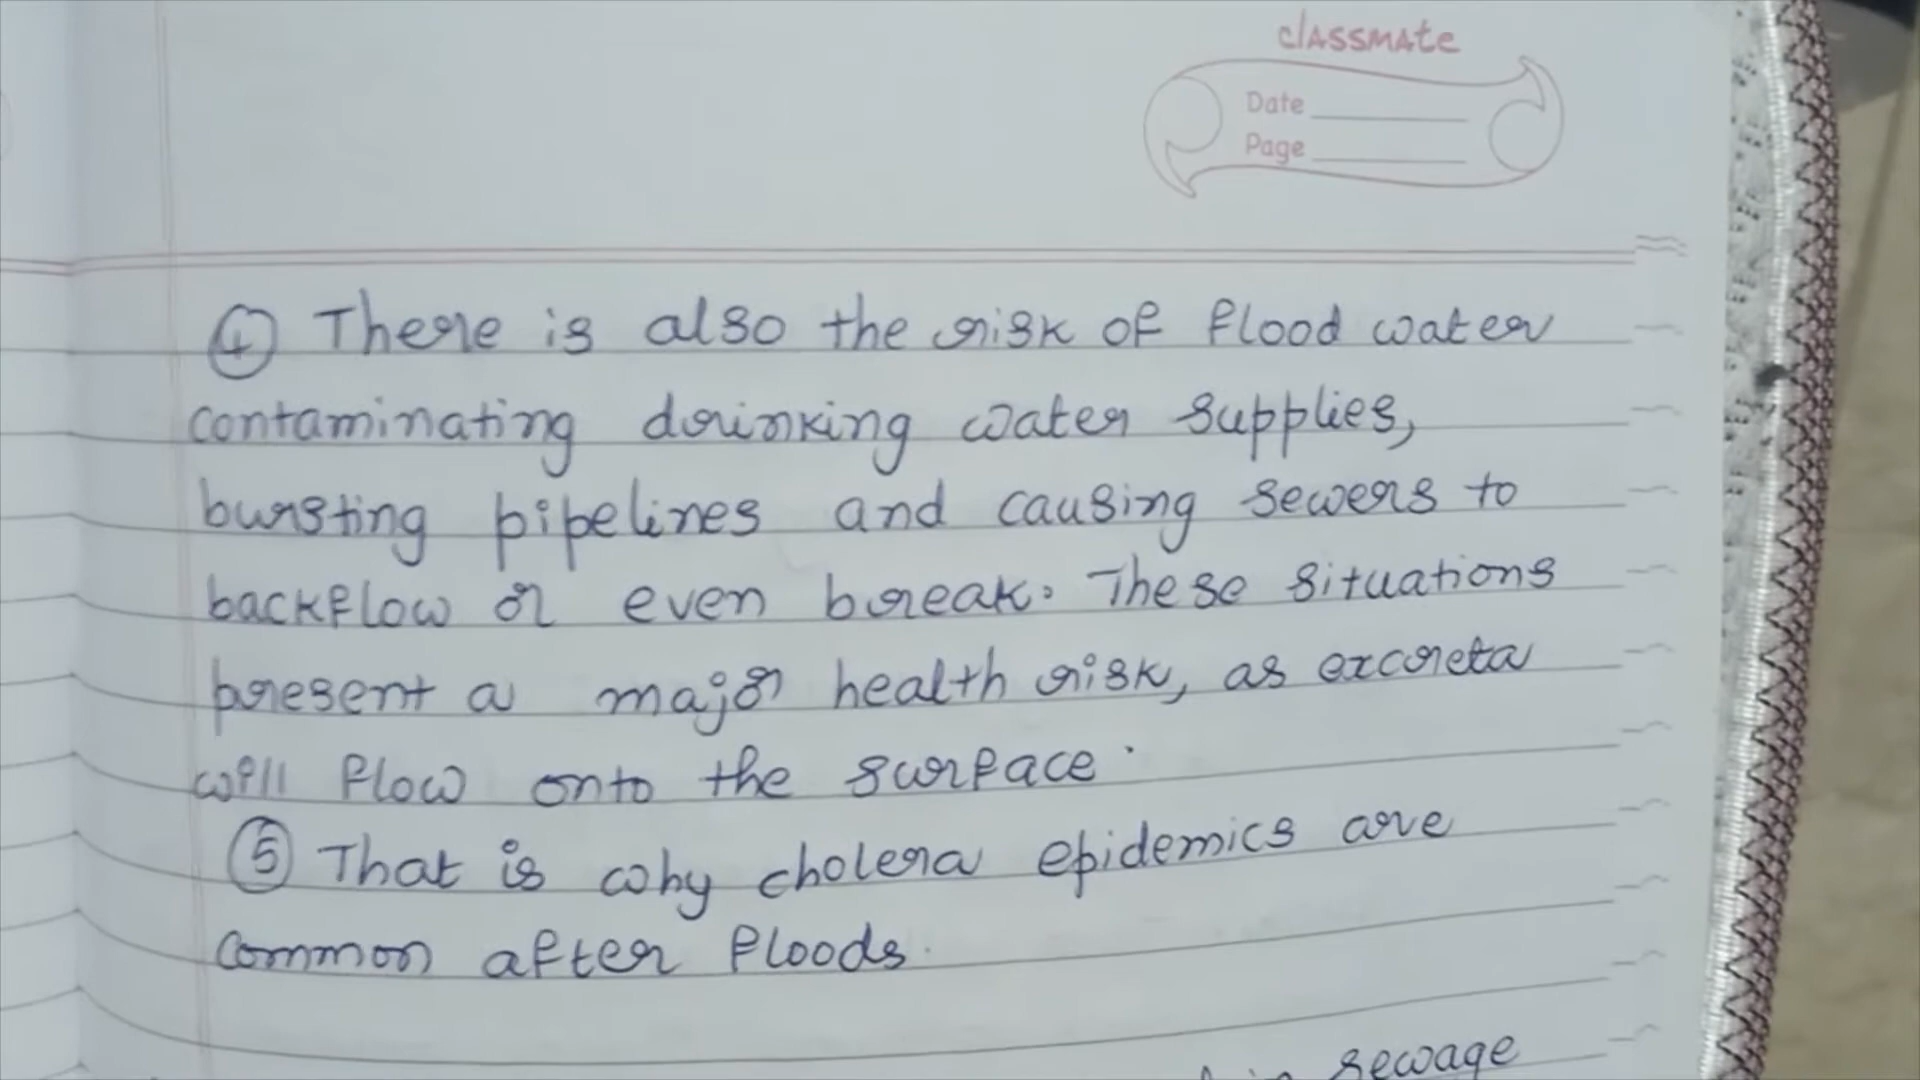 classmate
Date
Page
④ There is also the risk of flood water
contaminating drinking water supplies,
bursting pipelines and causing sewers to
backflow or even break. These situations
present a major health risk, as excreta
will flow onto the surface.
⑤ That is why cholera epidemics are
common after floods.
sewage